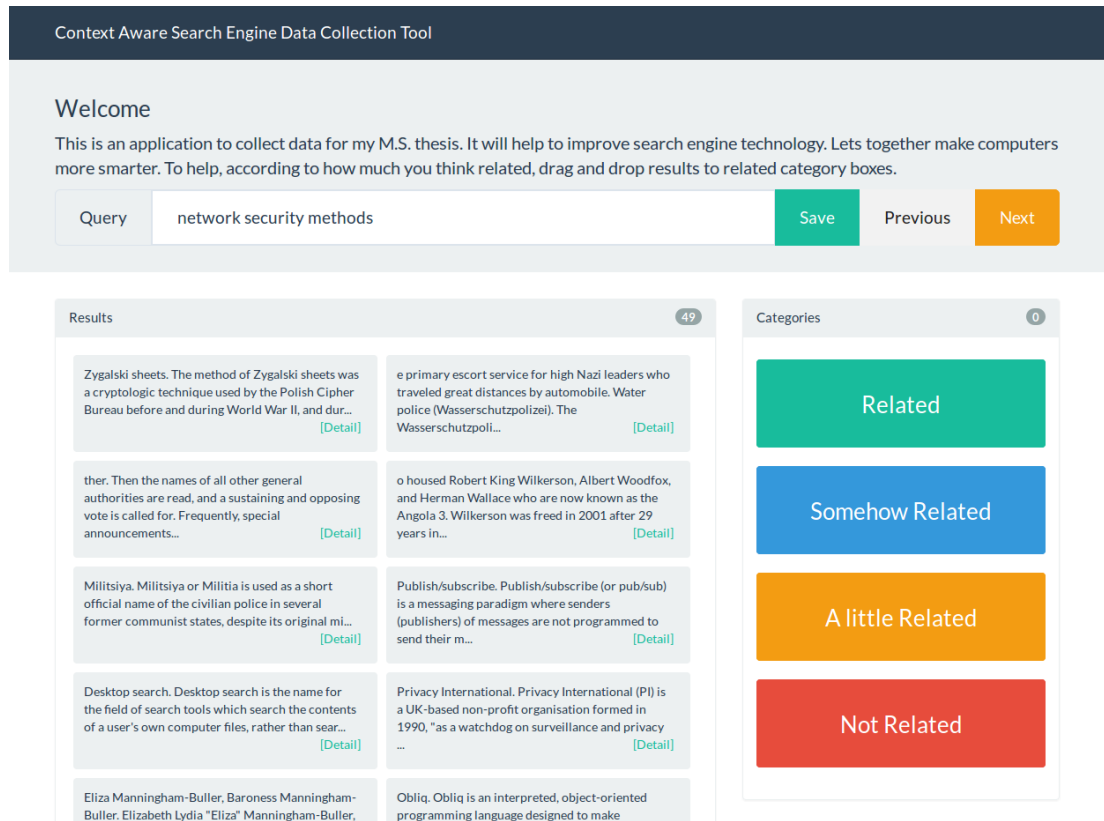 Context Aware Search Engine Data Collection Tool
Welcome
This is an application to collect data for my M.S. thesis. It will help to improve search engine technology. Lets together make computers
more smarter. To help, according to how much you think related, drag and drop results to related category boxes.
Query
network security methods
Save
Previous
Next
Results
49
Zygalski sheets. The method of Zygalski sheets was
a cryptologic technique used by the Polish Cipher
Bureau before and during World War II, and dur...
[Detail]
e primary escort service for high Nazi leaders who
traveled great distances by automobile. Water
police (Wasserschutzpolizei). The
Wasserschutzpoli...
[Detail]
ther. Then the names of all other general
authorities are read, and a sustaining and opposing
vote is called for. Frequently, special
announcements...
[Detail]
o housed Robert King Wilkerson, Albert Woodfox,
and Herman Wallace who are now known as the
Angola 3. Wilkerson was freed in 2001 after 29
years in...
[Detail]
Militsiya. Militsiya or Militia is used as a short
official name of the civilian police in several
former communist states, despite its original mi...
[Detail]
Publish/subscribe. Publish/subscribe (or pub/sub)
is a messaging paradigm where senders
(publishers) of messages are not programmed to
send their m...
[Detail]
Desktop search. Desktop search is the name for
the field of search tools which search the contents
of a user's own computer files, rather than sear...
[Detail]
Privacy International. Privacy International (PI) is
a UK-based non-profit organisation formed in
1990, "as a watchdog on surveillance and privacy
...
[Detail]
Eliza Manningham-Buller, Baroness Manningham-
Buller. Elizabeth Lydia "Eliza" Manningham-Buller,
Obliq. Obliq is an interpreted, object-oriented
programming language designed to make
Categories
0
Related
Somehow Related
A little Related
Not Related